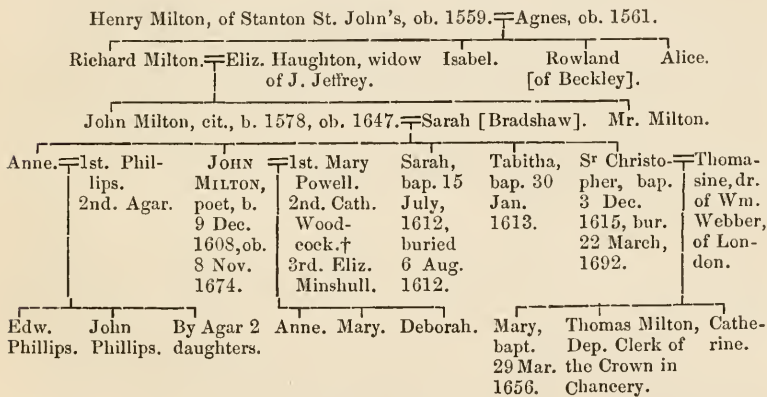 Henry Milton, of Stanton St. John's, ob. 1559.=Agnes, ob. 1561.
Richard Milton.=Eliz. Haughton, widow of J. Jeffrey.
Isabel.
Rowland [of Beckley].
Alice.
John Milton, cit., b. 1578, ob. 1647.=Sarah [Bradshaw].
Mr. Milton.
Anne.=1st. Phil-
lips.
2nd. Agar.
JOHN
MILTON,
poet, b.
9 Dec.
1608, ob.
8 Nov.
1674.
=1st. Mary
Powell.
2nd. Cath.
Wood-
cock.†
3rd. Eliz.
Minshull.
Sarah,
bap. 15
July,
1612,
buried
6 Aug.
1612.
Tabitha,
bap. 30
Jan.
1613.
Sr Christo-
pher, bap.
3 Dec.
1615, bur.
22 March,
1692.
=Thoma-
sine, dr.
of Wm.
Webber,
of Lon-
don.
Edw.
Phillips.
John
Phillips.
By Agar 2
daughters.
Anne. Mary. Deborah.
Mary,
bapt.
29 Mar.
1656.
Thomas Milton,
Dep. Clerk of
the Crown in
Chancery.
Cathe-
rine.